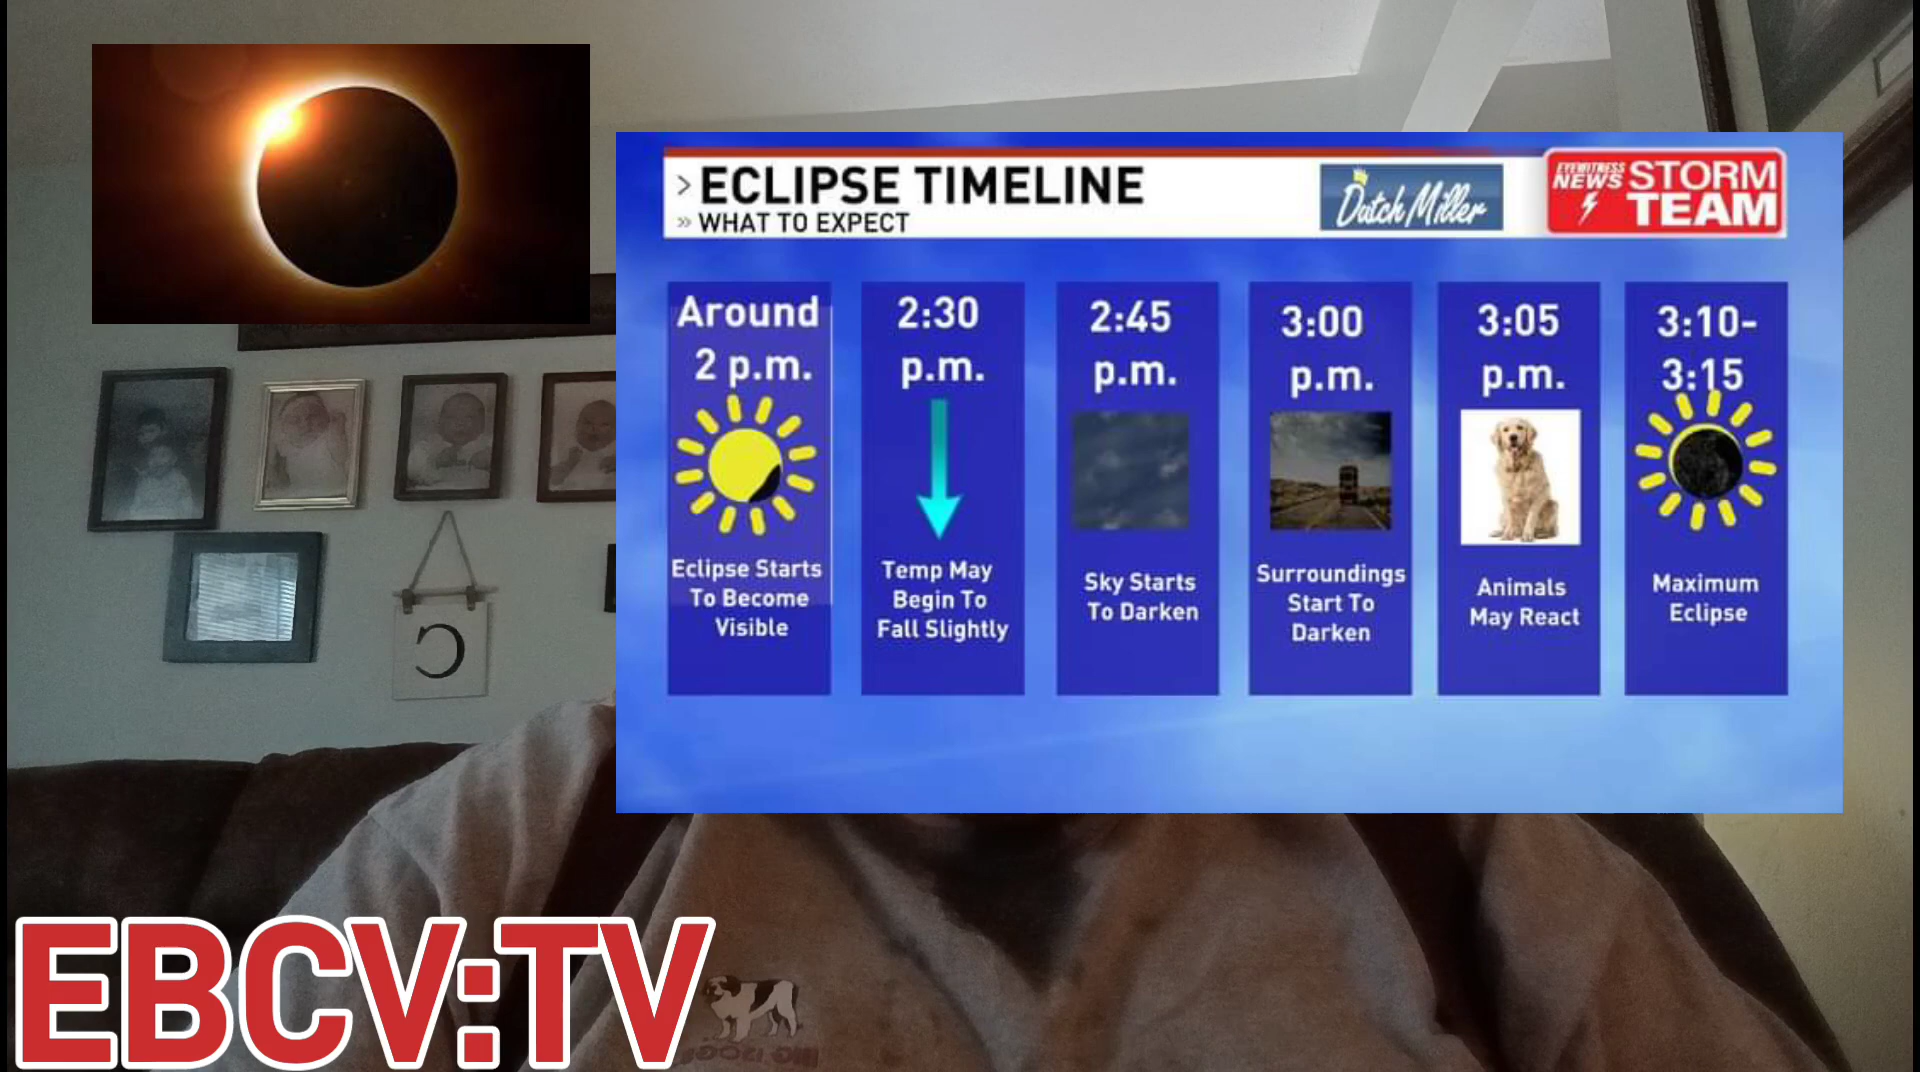 > ECLIPSE TIMELINE
» WHAT TO EXPECT
Dutch Miller
EYEWITNESS
NEWS
STORM
TEAM
Around
2 p.m.
Eclipse Starts
To Become
Visible
2:30
p.m.
Temp May
Begin To
Fall Slightly
2:45
p.m.
Sky Starts
To Darken
3:00
p.m.
Surroundings
Start To
Darken
3:05
p.m.
Animals
May React
3:10-
3:15
Maximum
Eclipse
C
EBCV:TV
BIG DOGS